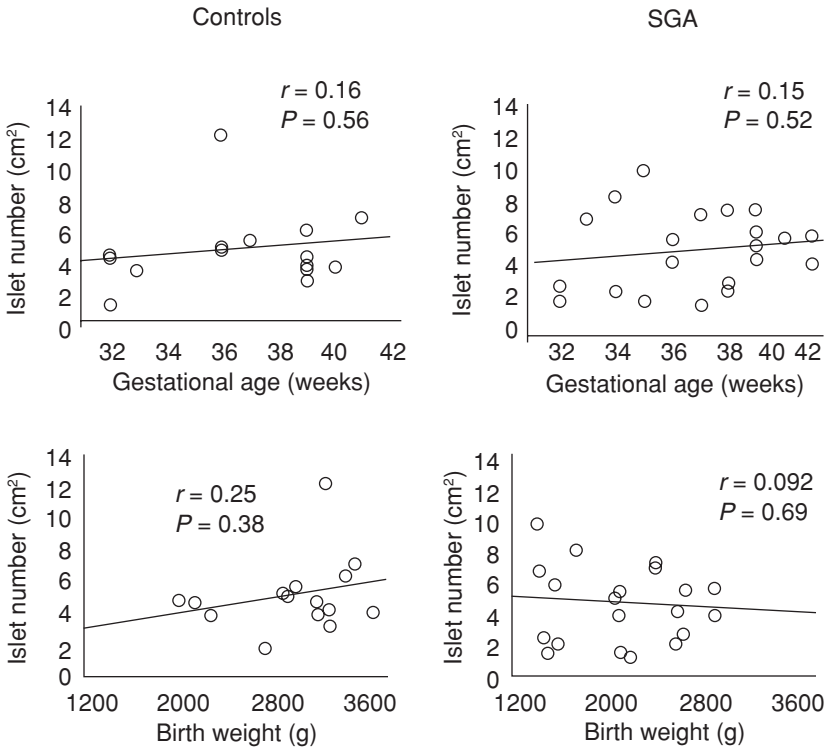 Controls
SGA
r = 0.16
P = 0.56
14
12
10
8
6
4
2
0
Islet number (cm²)
32 34 36 38 40 42
Gestational age (weeks)
r = 0.15
P = 0.52
14
12
10
8
6
4
2
0
Islet number (cm²)
32 34 36 38 40 42
Gestational age (weeks)
r = 0.25
P = 0.38
14
12
10
8
6
4
2
0
Islet number (cm²)
1200 2000 2800 3600
Birth weight (g)
r = 0.092
P = 0.69
14
12
10
8
6
4
2
0
Islet number (cm²)
1200 2000 2800 3600
Birth weight (g)